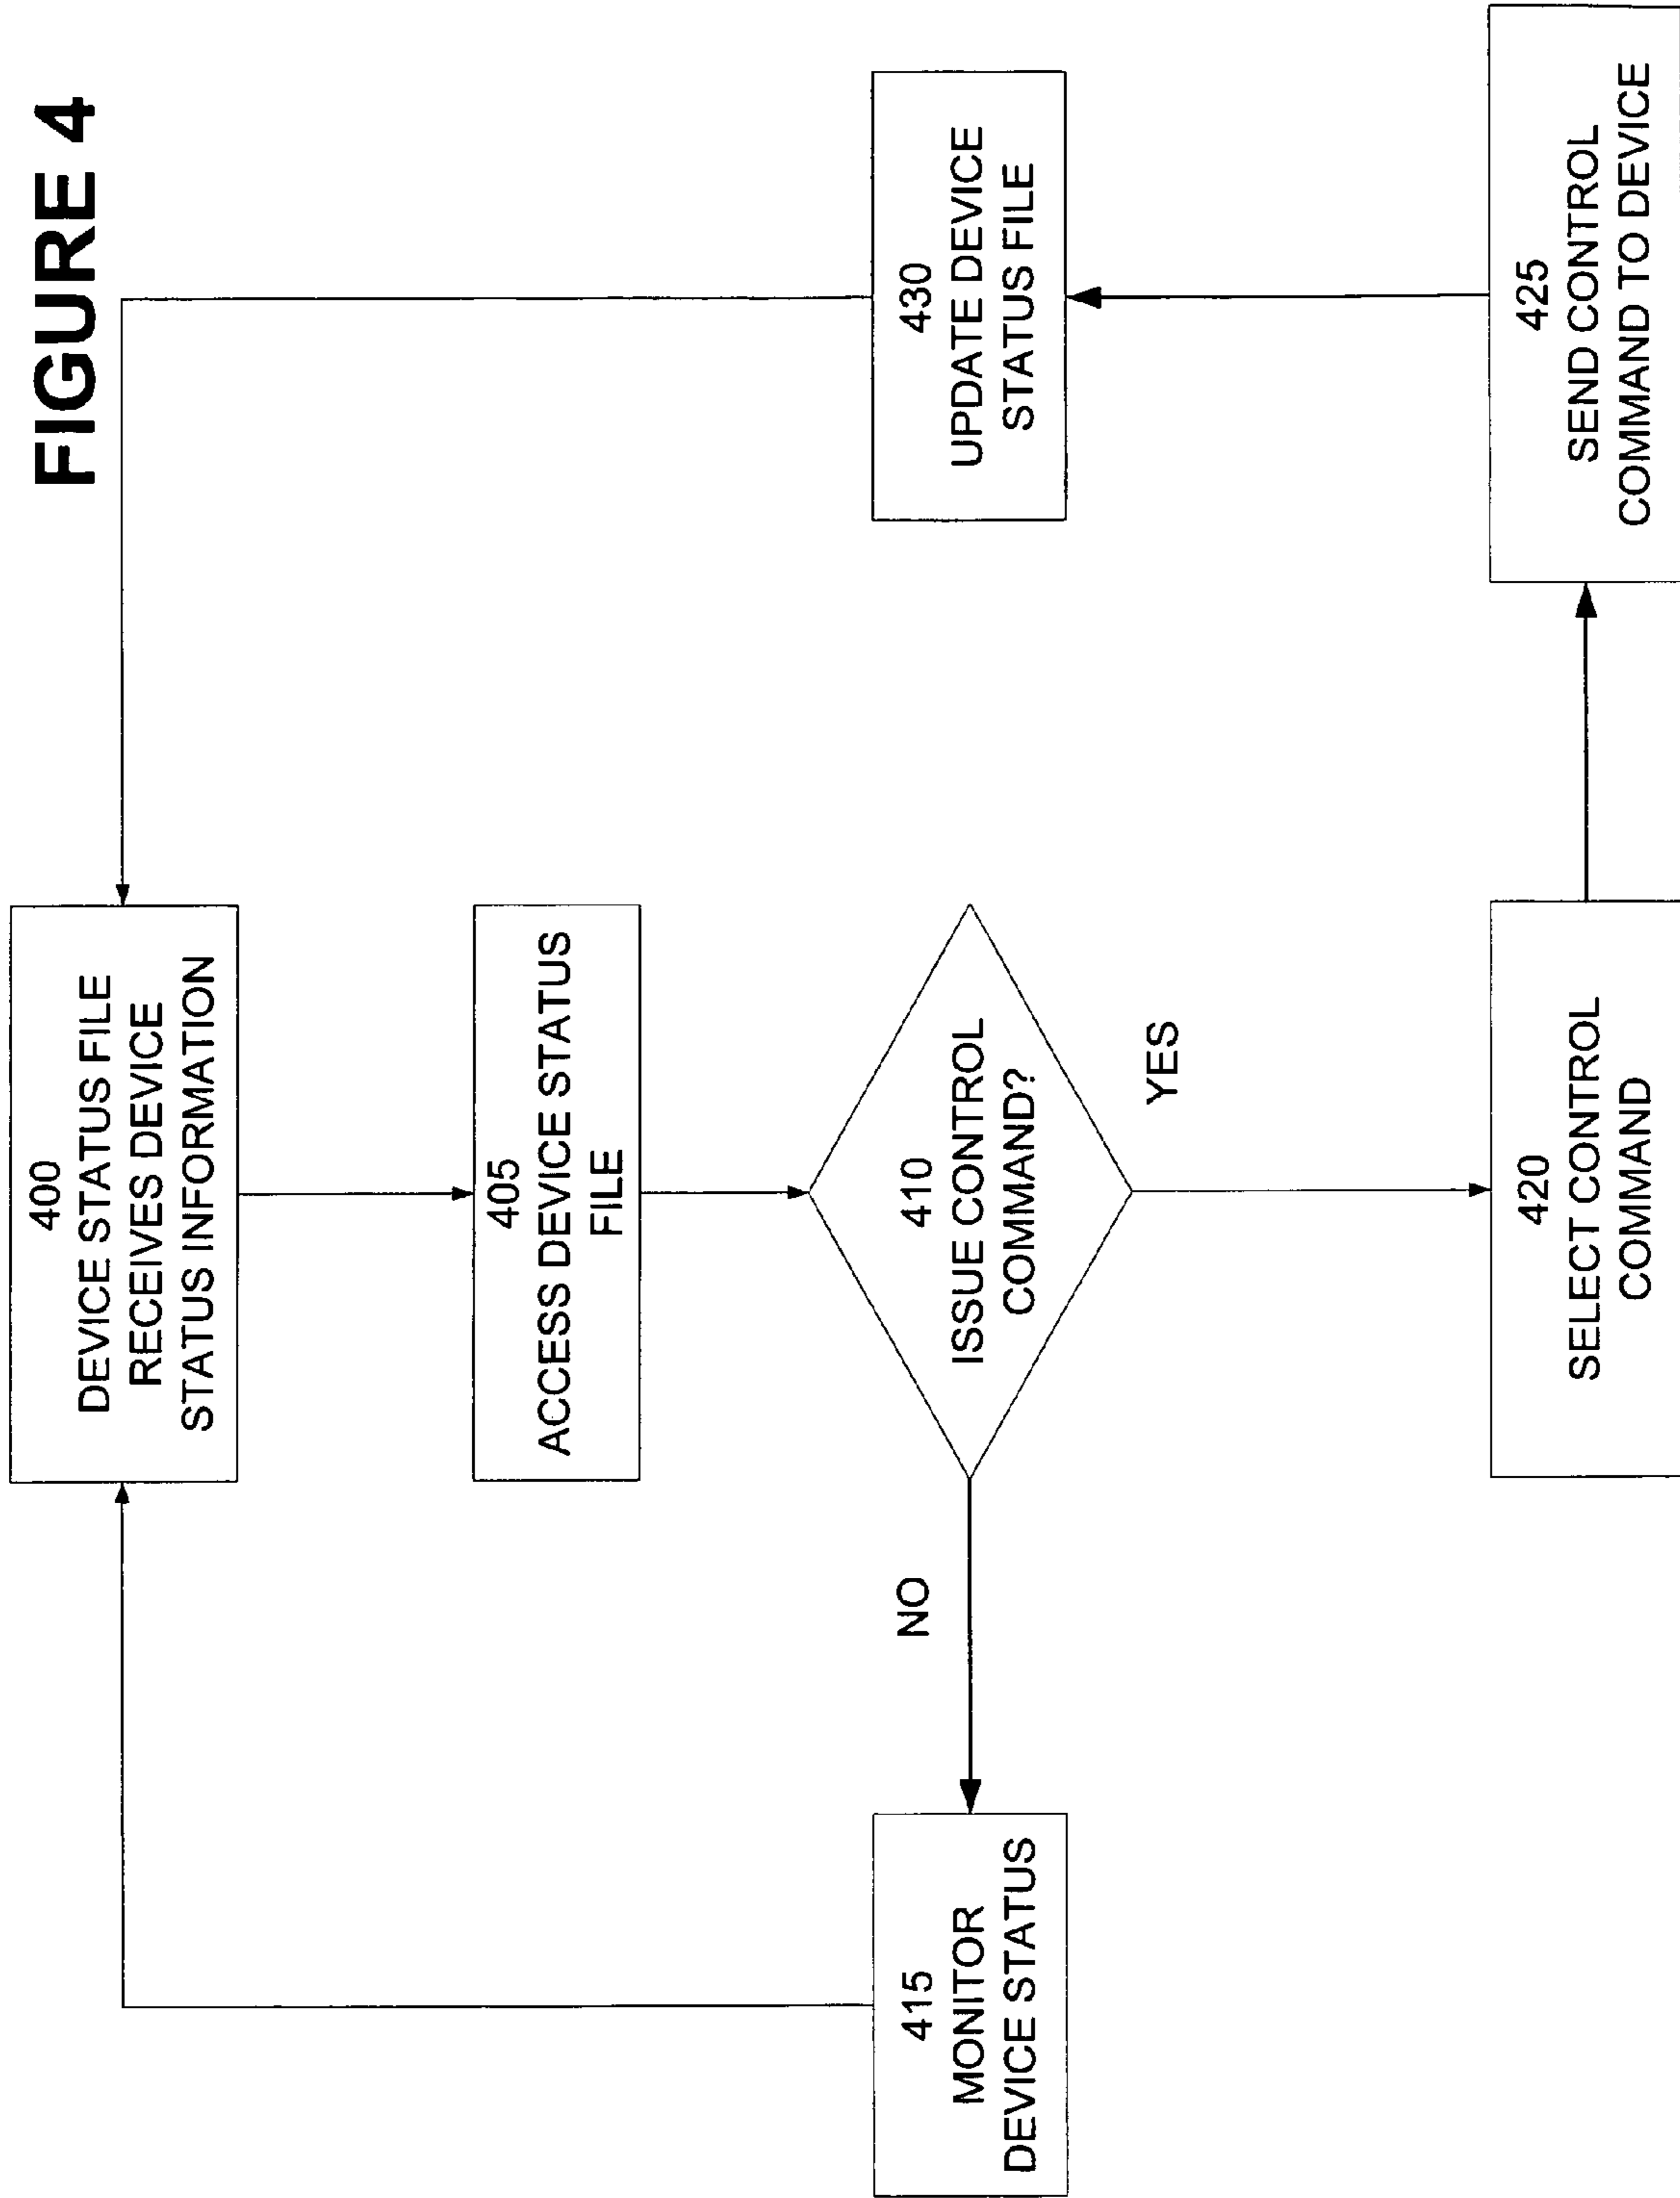 FIGURE 4
400
DEVICE STATUS FILE
RECEIVES DEVICE
STATUS INFORMATION
405
ACCESS DEVICE STATUS
FILE
410
ISSUE CONTROL
COMMAND?
NO
YES
415
MONITOR
DEVICE STATUS
420
SELECT CONTROL
COMMAND
425
SEND CONTROL
COMMAND TO DEVICE
430
UPDATE DEVICE
STATUS FILE